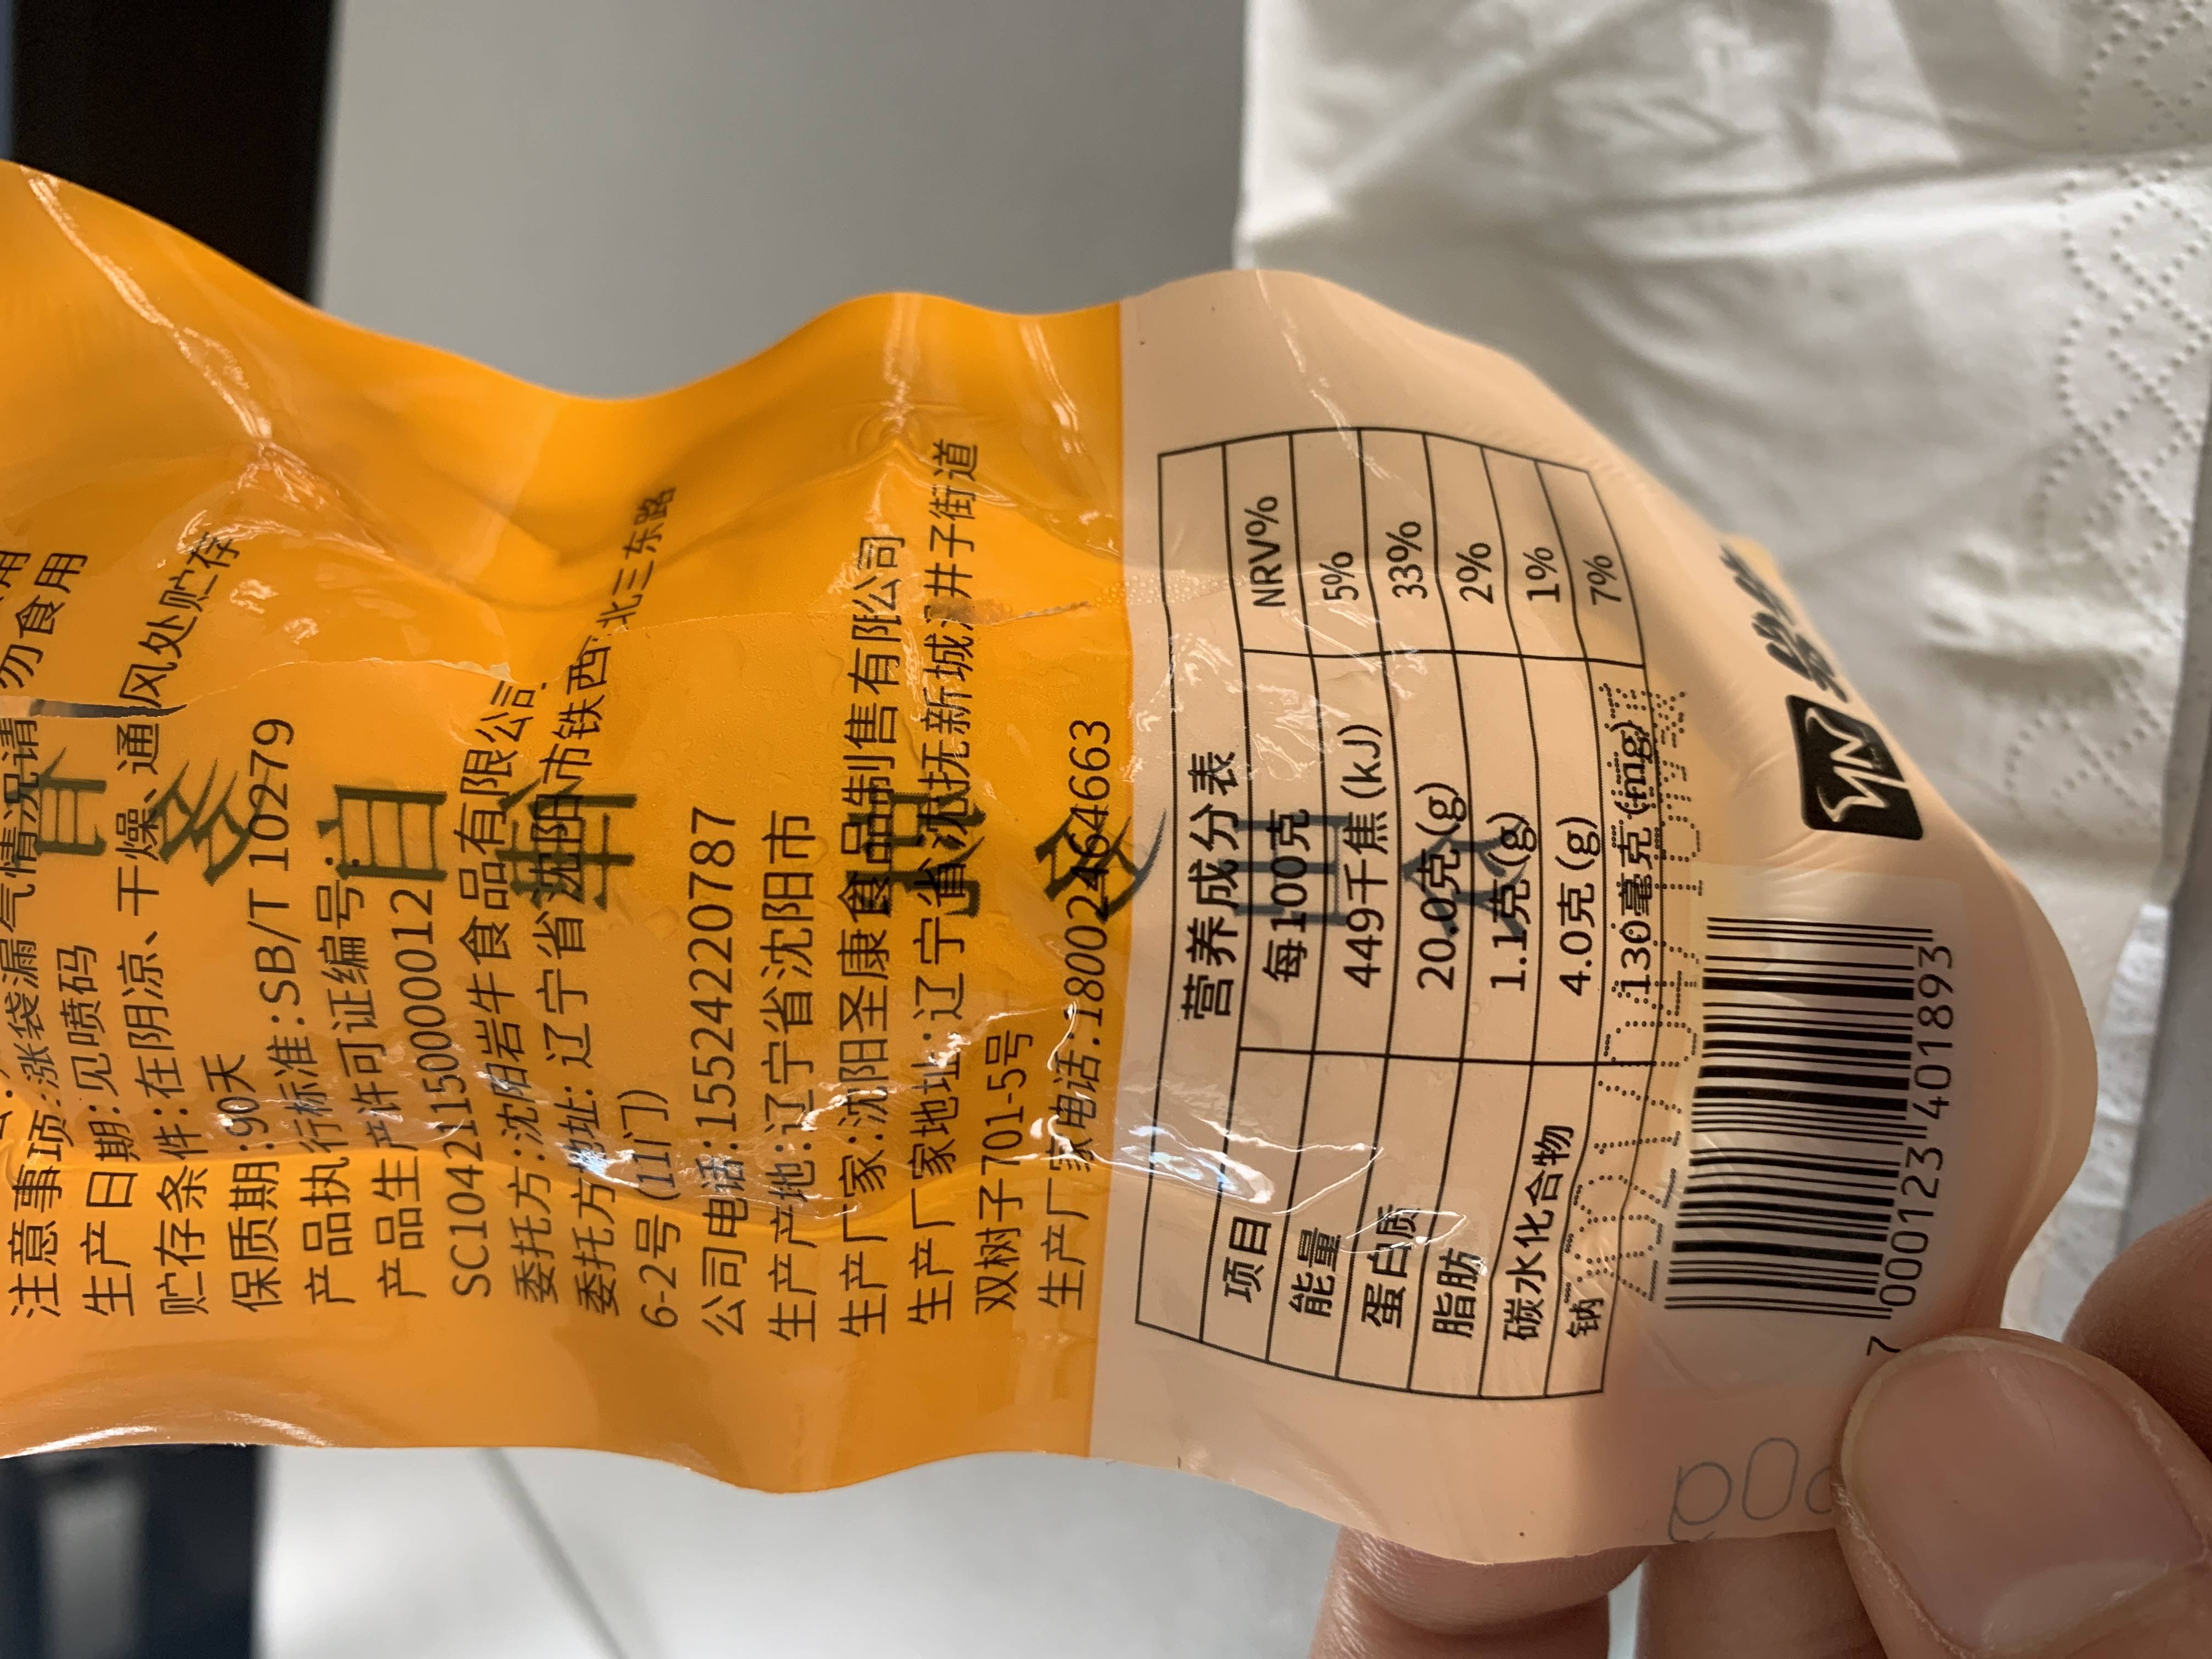 勿食用
注意事项:涨袋漏气情况请
生产日期:见喷码
贮存条件:在阴凉、干燥、通风处贮存
保质期:90天
产品执行标准:SB/T 10279
产品生产许可证编号:
SC10421150000012
委托方:沈阳岩牛食品有限公司
委托方地址:辽宁省沈阳市铁西 北三东路
6-2号 (11门)
公司电话:15524220787
生产产地:辽宁省沈阳市
生产厂家:沈阳圣康食品制售有限公司
生产厂家地址:辽宁省沈抚新城 井子街道
双树子701-5号
生产厂家电话:18002464663
营养成分表
项目 每100克 NRV%
能量 449千焦 (kJ) 5%
蛋白质 20.0克 (g) 33%
脂肪 1.1克 (g) 2%
碳水化合物 4.0克 (g) 1%
钠 130毫克 (mg) 7%
7 000123 401893
岩牛